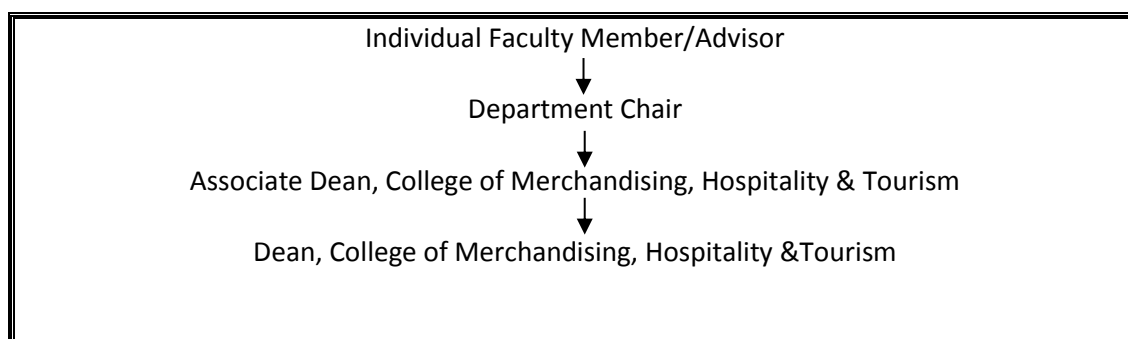 Individual Faculty Member/Advisor
Department Chair
Associate Dean, College of Merchandising, Hospitality & Tourism
Dean, College of Merchandising, Hospitality &Tourism